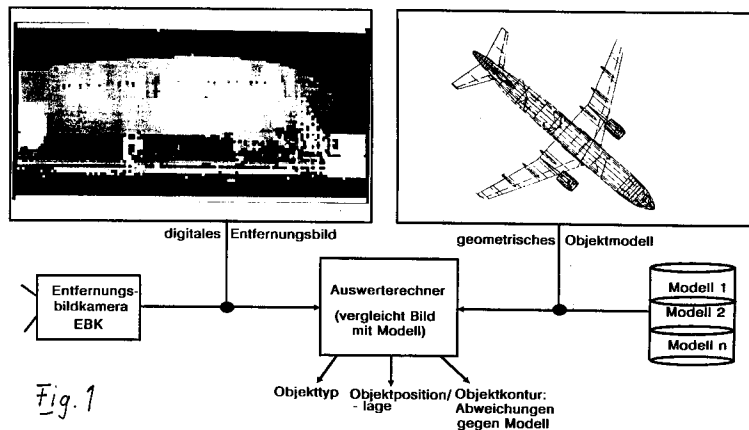 digitales Entfernungsbild
geometrisches Objektmodell
Entfernungs-
bildkamera
EBK
Auswerterechner
(vergleicht Bild
mit Modell)
Modell 1
Modell 2
Modell n
Objekttyp
Objektposition/
- lage
Objektkontur:
Abweichungen
gegen Modell
Fig. 1